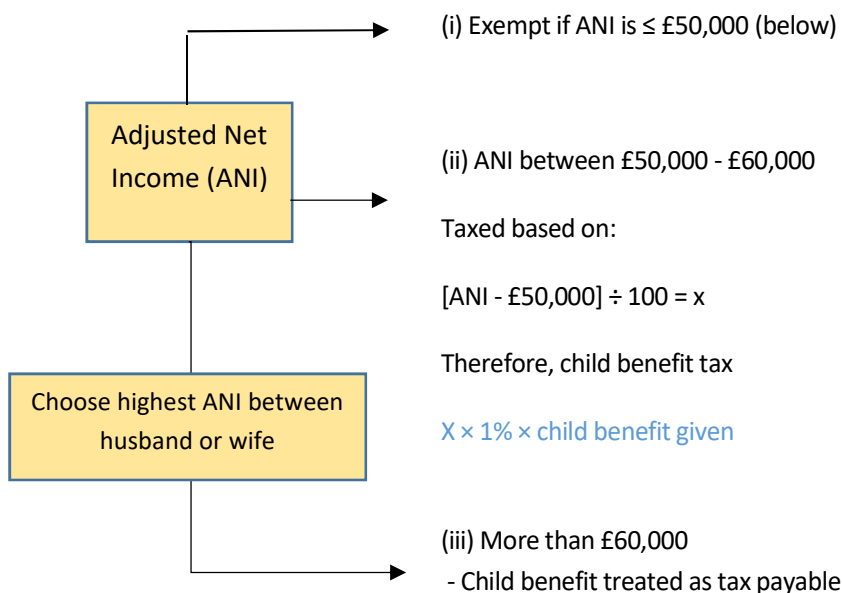 (i) Exempt if ANI is ≤ £50,000 (below)
Adjusted Net
Income (ANI)
(ii) ANI between £50,000 - £60,000
Taxed based on:
[ANI - £50,000] ÷ 100 = x
Therefore, child benefit tax
X × 1% × child benefit given
Choose highest ANI between
husband or wife
(iii) More than £60,000
- Child benefit treated as tax payable